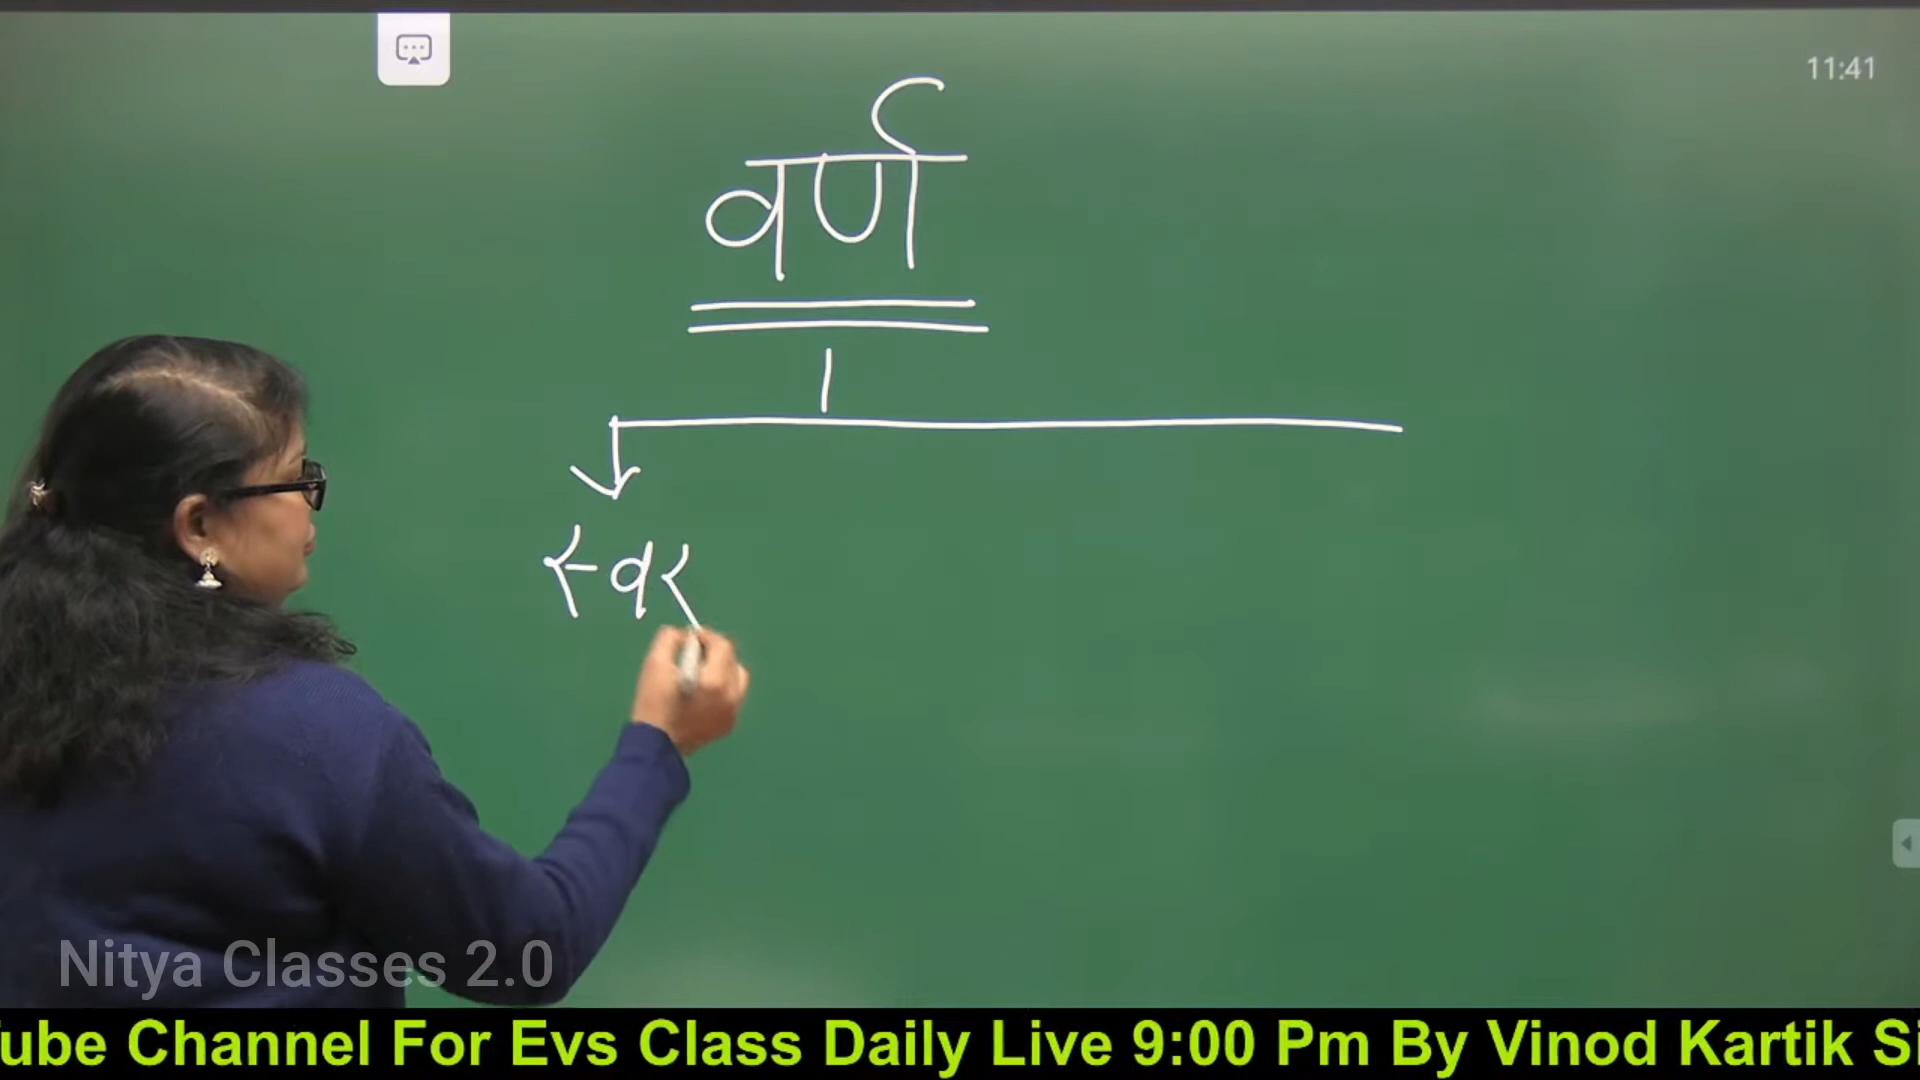 11:41
वर्ण
स्वर
Nitya Classes 2.0
Tube Channel For Evs Class Daily Live 9:00 Pm By Vinod Kartik Si